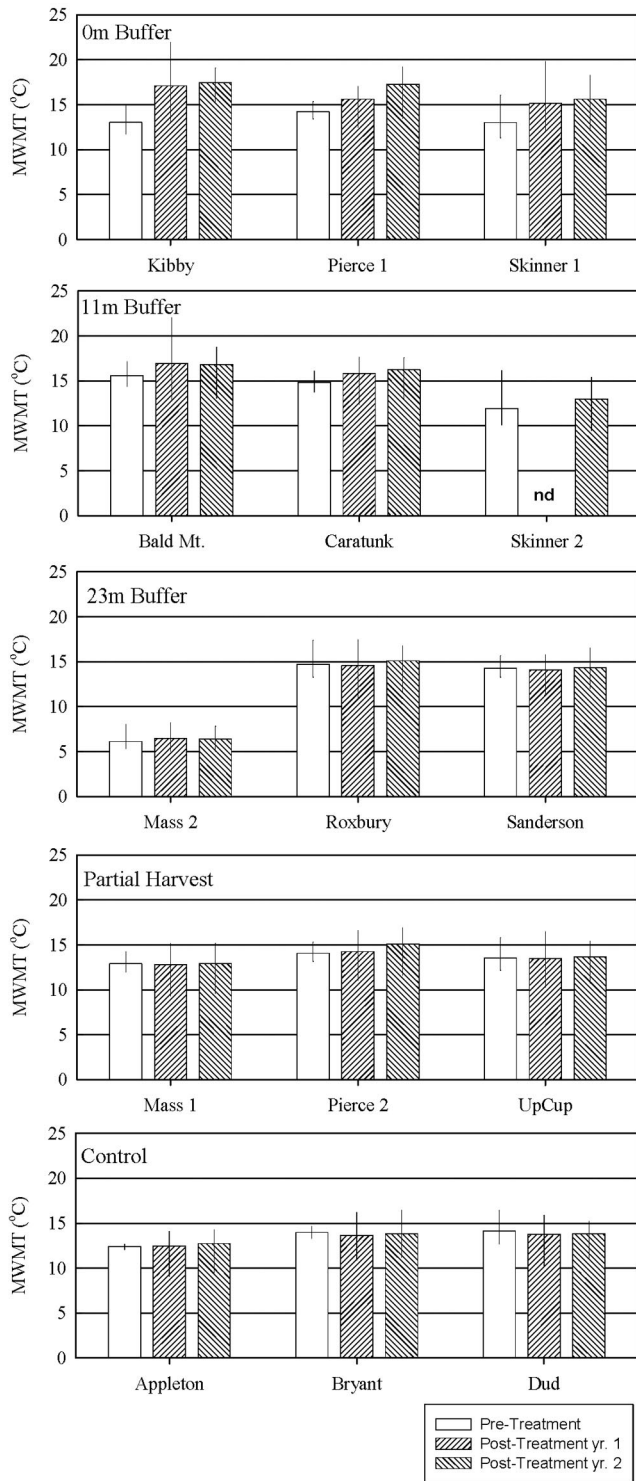 0m Buffer
MWMT (°C)
25
20
15
10
5
0
Kibby Pierce 1 Skinner 1
11m Buffer
MWMT (°C)
25
20
15
10
5
0
nd
Bald Mt. Caratunk Skinner 2
23m Buffer
MWMT (°C)
25
20
15
10
5
0
Mass 2 Roxbury Sanderson
Partial Harvest
MWMT (°C)
25
20
15
10
5
0
Mass 1 Pierce 2 UpCup
Control
MWMT (°C)
25
20
15
10
5
0
Appleton Bryant Dud
Pre-Treatment
Post-Treatment yr. 1
Post-Treatment yr. 2